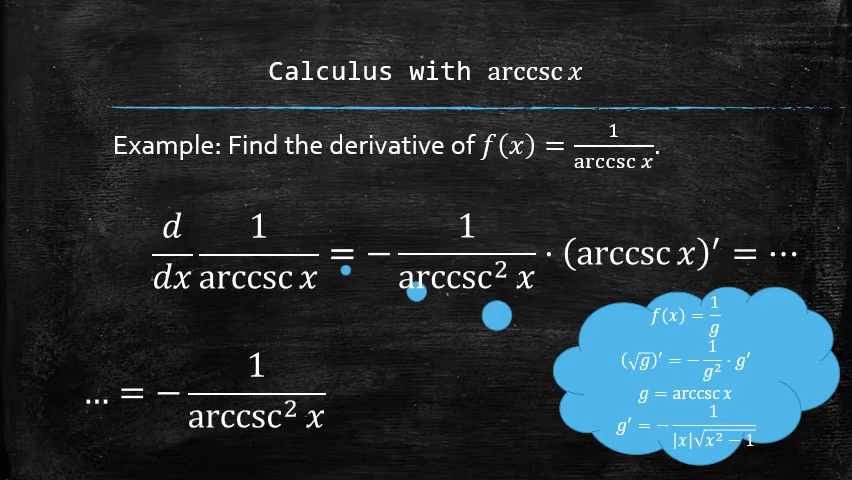 Calculus with arccsc x
Example: Find the derivative of f(x) = 1/(arccsc x).
d/dx 1/(arccsc x) = − 1/(arccsc² x) · (arccsc x)′ = ⋯
... = − 1/(arccsc² x)
f(x) = 1/g
(√g)′ = − 1/g² · g′
g = arccsc x
g′ = − 1/(|x|√(x² − 1))